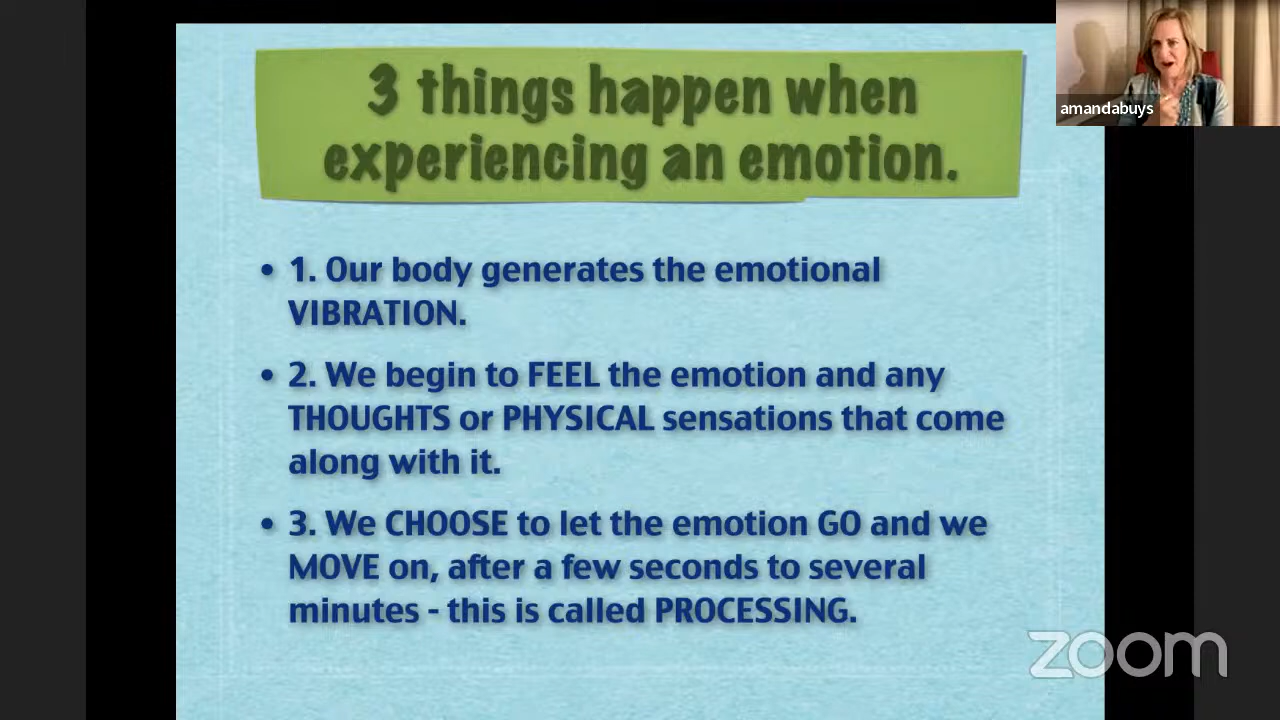 3 things happen when
experiencing an emotion.
amandabuys
• 1. Our body generates the emotional
VIBRATION.
• 2. We begin to FEEL the emotion and any
THOUGHTS or PHYSICAL sensations that come
along with it.
• 3. We CHOOSE to let the emotion GO and we
MOVE on, after a few seconds to several
minutes - this is called PROCESSING.
zoom